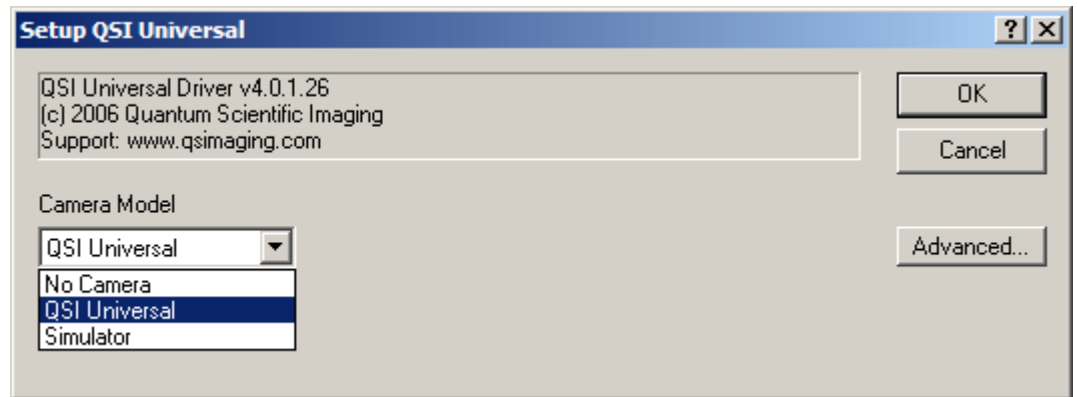 Setup QSI Universal
QSI Universal Driver v4.0.1.26
(c) 2006 Quantum Scientific Imaging
Support: www.qsimaging.com
OK
Cancel
Camera Model
QSI Universal
Advanced...
No Camera
QSI Universal
Simulator